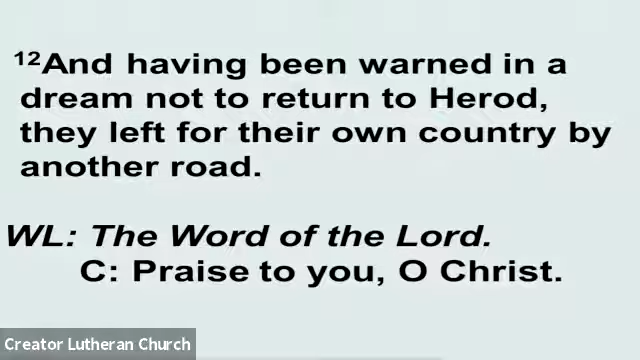 ¹²And having been warned in a
dream not to return to Herod,
they left for their own country by
another road.
WL: The Word of the Lord.
C: Praise to you, O Christ.
Creator Lutheran Church